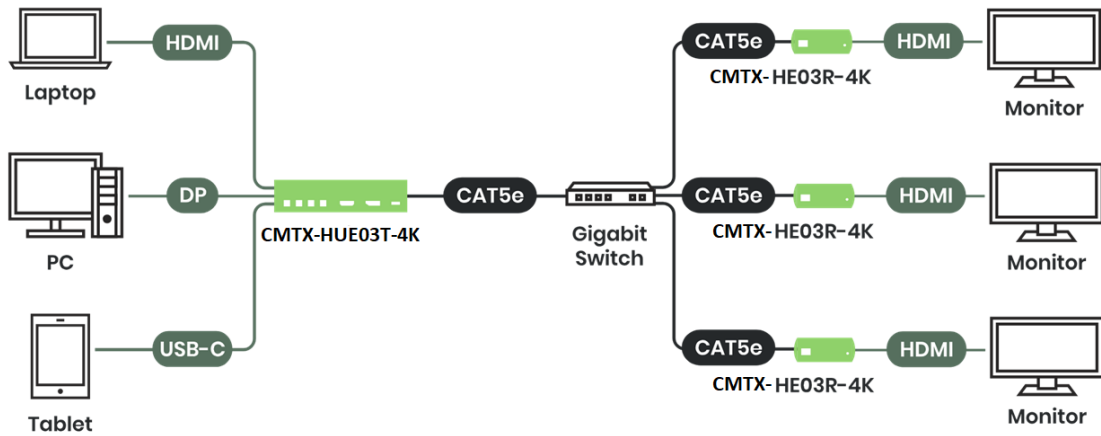 HDMI
Laptop
DP
PC
USB-C
Tablet
CMTX-HUE03T-4K
CAT5e
Gigabit
Switch
CAT5e
HDMI
CMTX-HE03R-4K
Monitor
CAT5e
HDMI
CMTX-HE03R-4K
Monitor
CAT5e
HDMI
CMTX-HE03R-4K
Monitor